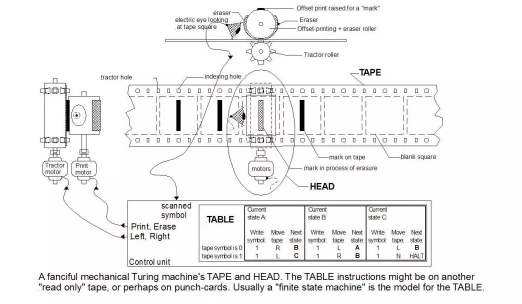 Offset print raised for a "mark"
eraser
Eraser
electric eye looking
at tape square
Offset-printing + eraser roller
Tractor roller
tractor hole
indexing hole
TAPE
mark on tape
blank square
mark in process of erasure
Tractor
motor
Print
motor
motors
HEAD
scanned
symbol
Print, Erase
Left, Right
Control unit
TABLE
Current
state A
Current
state B
Current
state C
Write Move Next Write Move Next Write Move Next
symbol tape state symbol tape state symbol tape state
tape symbol is 0: 1 R B 1 L A 1 L B
tape symbol is 1: 1 L C 1 R B 1 N HALT
A fanciful mechanical Turing machine's TAPE and HEAD. The TABLE instructions might be on another
"read only" tape, or perhaps on punch-cards. Usually a "finite state machine" is the model for the TABLE.